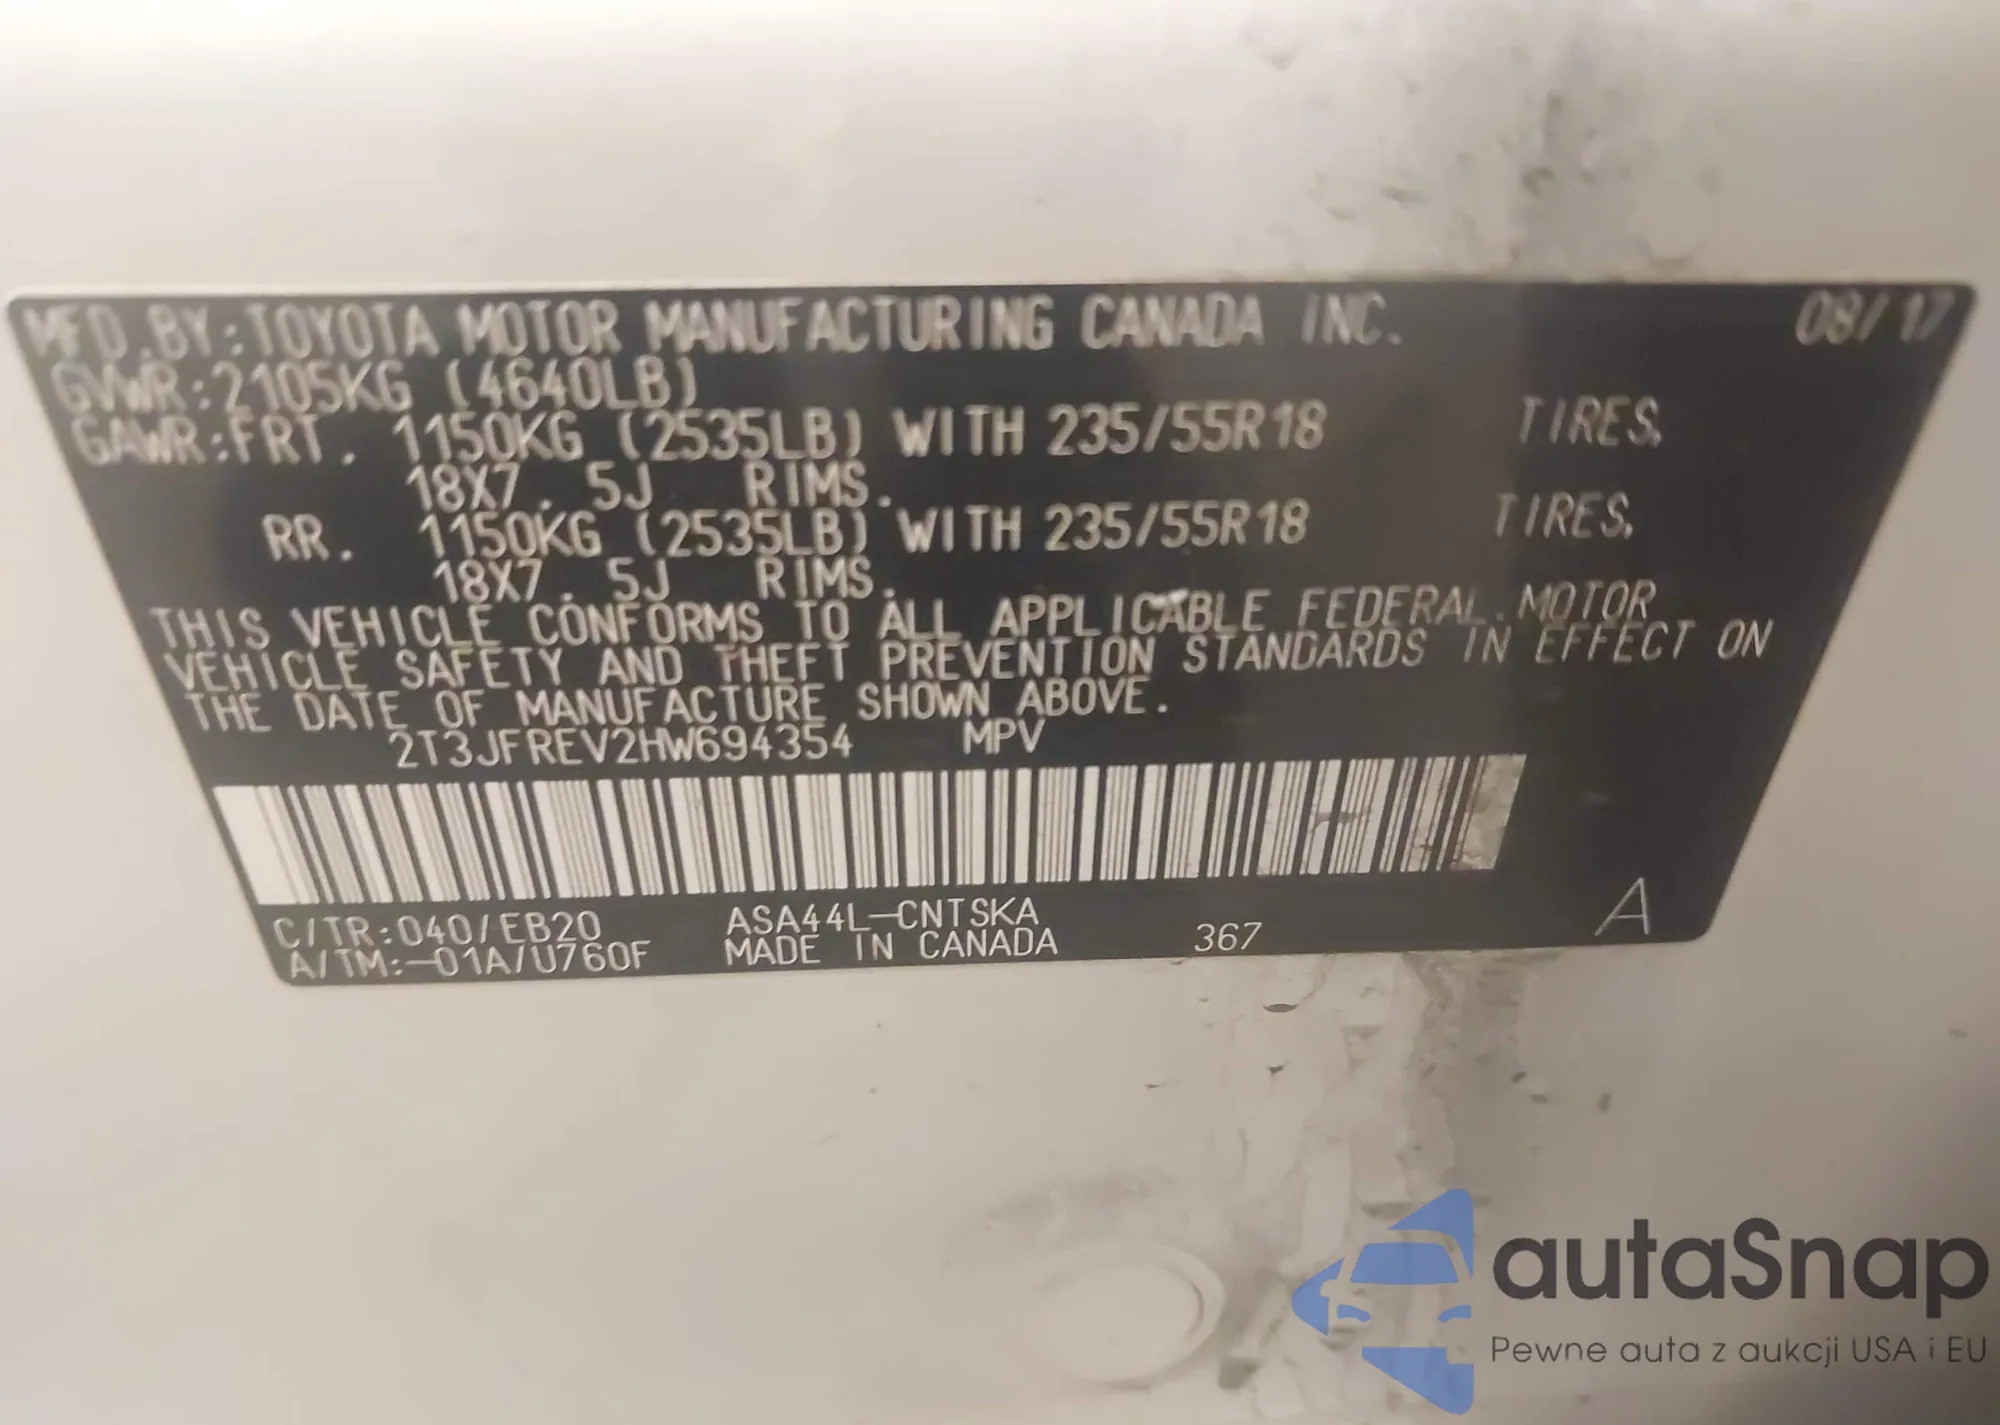 MFD.BY:TOYOTA MOTOR MANUFACTURING CANADA INC. 08/17
GVWR:2105KG (4640LB)
GAWR:FRT. 1150KG (2535LB) WITH 235/55R18 TIRES,
18X7.5J RIMS.
RR. 1150KG (2535LB) WITH 235/55R18 TIRES,
18X7.5J RIMS.
THIS VEHICLE CONFORMS TO ALL APPLICABLE FEDERAL MOTOR
VEHICLE SAFETY AND THEFT PREVENTION STANDARDS IN EFFECT ON
THE DATE OF MANUFACTURE SHOWN ABOVE.
2T3JFREV2HW694354 MPV
C/TR:040/EB20 ASA44L-CNTSKA
A/TM:-01A/U760F MADE IN CANADA 367 A
autaSnap
Pewne auta z aukcji USA i EU